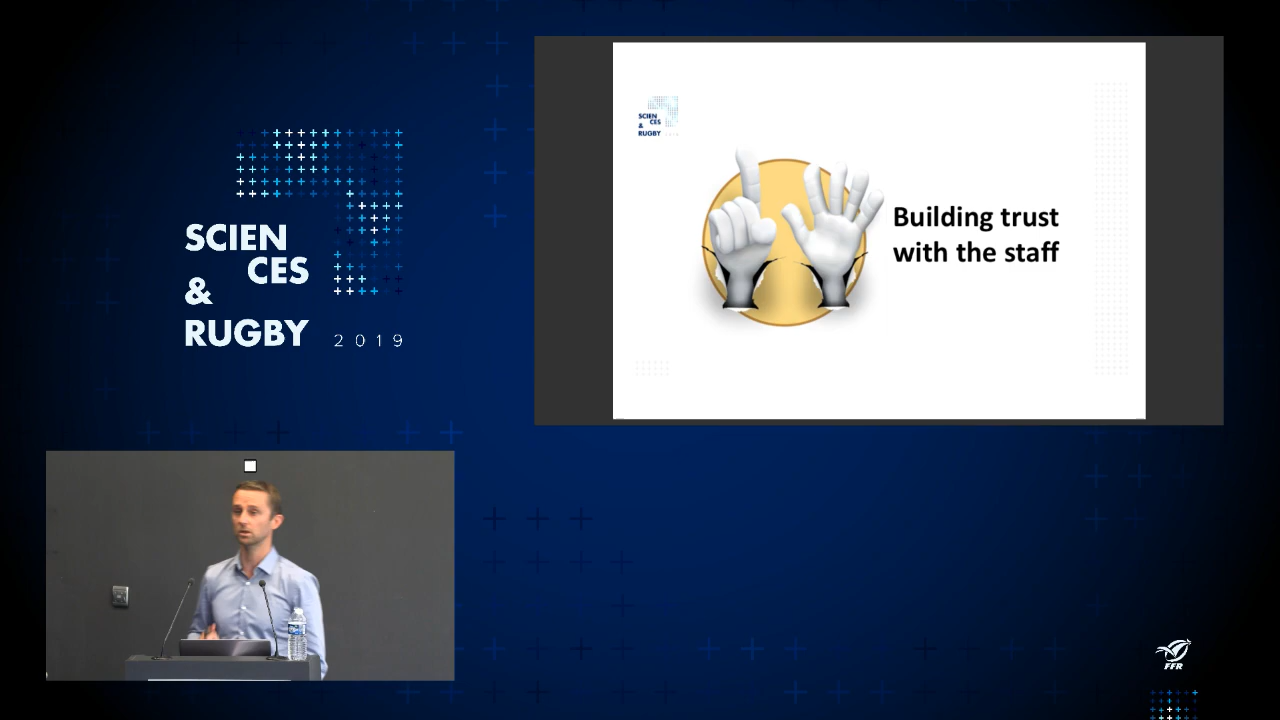 SCIEN
CES
&
RUGBY 2019
SCIEN
CES
&
RUGBY
Building trust
with the staff
FFR